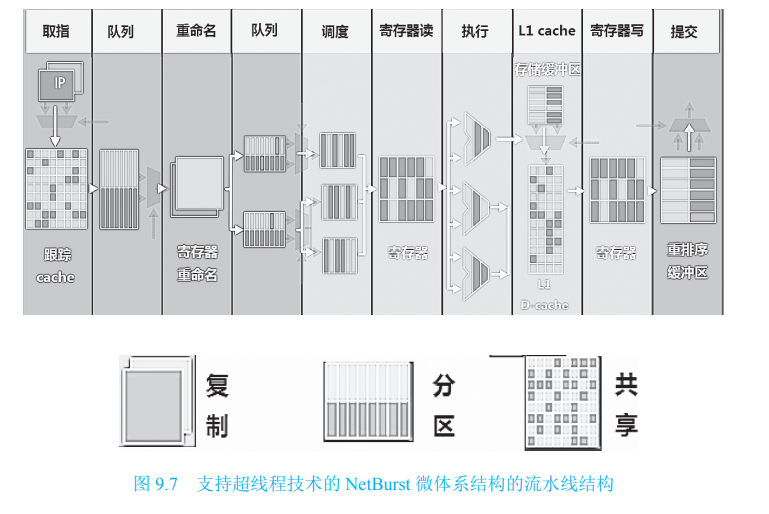 取指 队列 重命名 队列 调度 寄存器读 执行 L1 cache 寄存器写 提交
存储缓冲区
IP
跟踪
cache
寄存器
重命名
寄存器
L1
D-cache
寄存器
重排序
缓冲区
复
制
分
区
共
享
图 9.7 支持超线程技术的 NetBurst 微体系结构的流水线结构